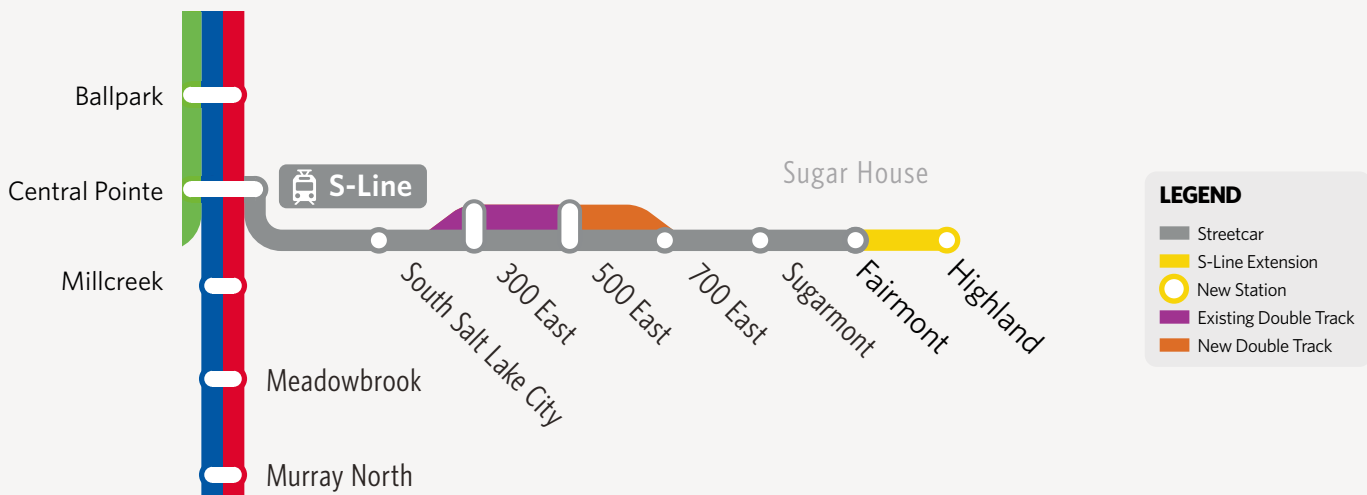 Ballpark
Central Pointe
Millcreek
Meadowbrook
Murray North
S-Line
Sugar House
South Salt Lake City
300 East
500 East
700 East
Sugarmont
Fairmont
Highland
LEGEND
Streetcar
S-Line Extension
New Station
Existing Double Track
New Double Track